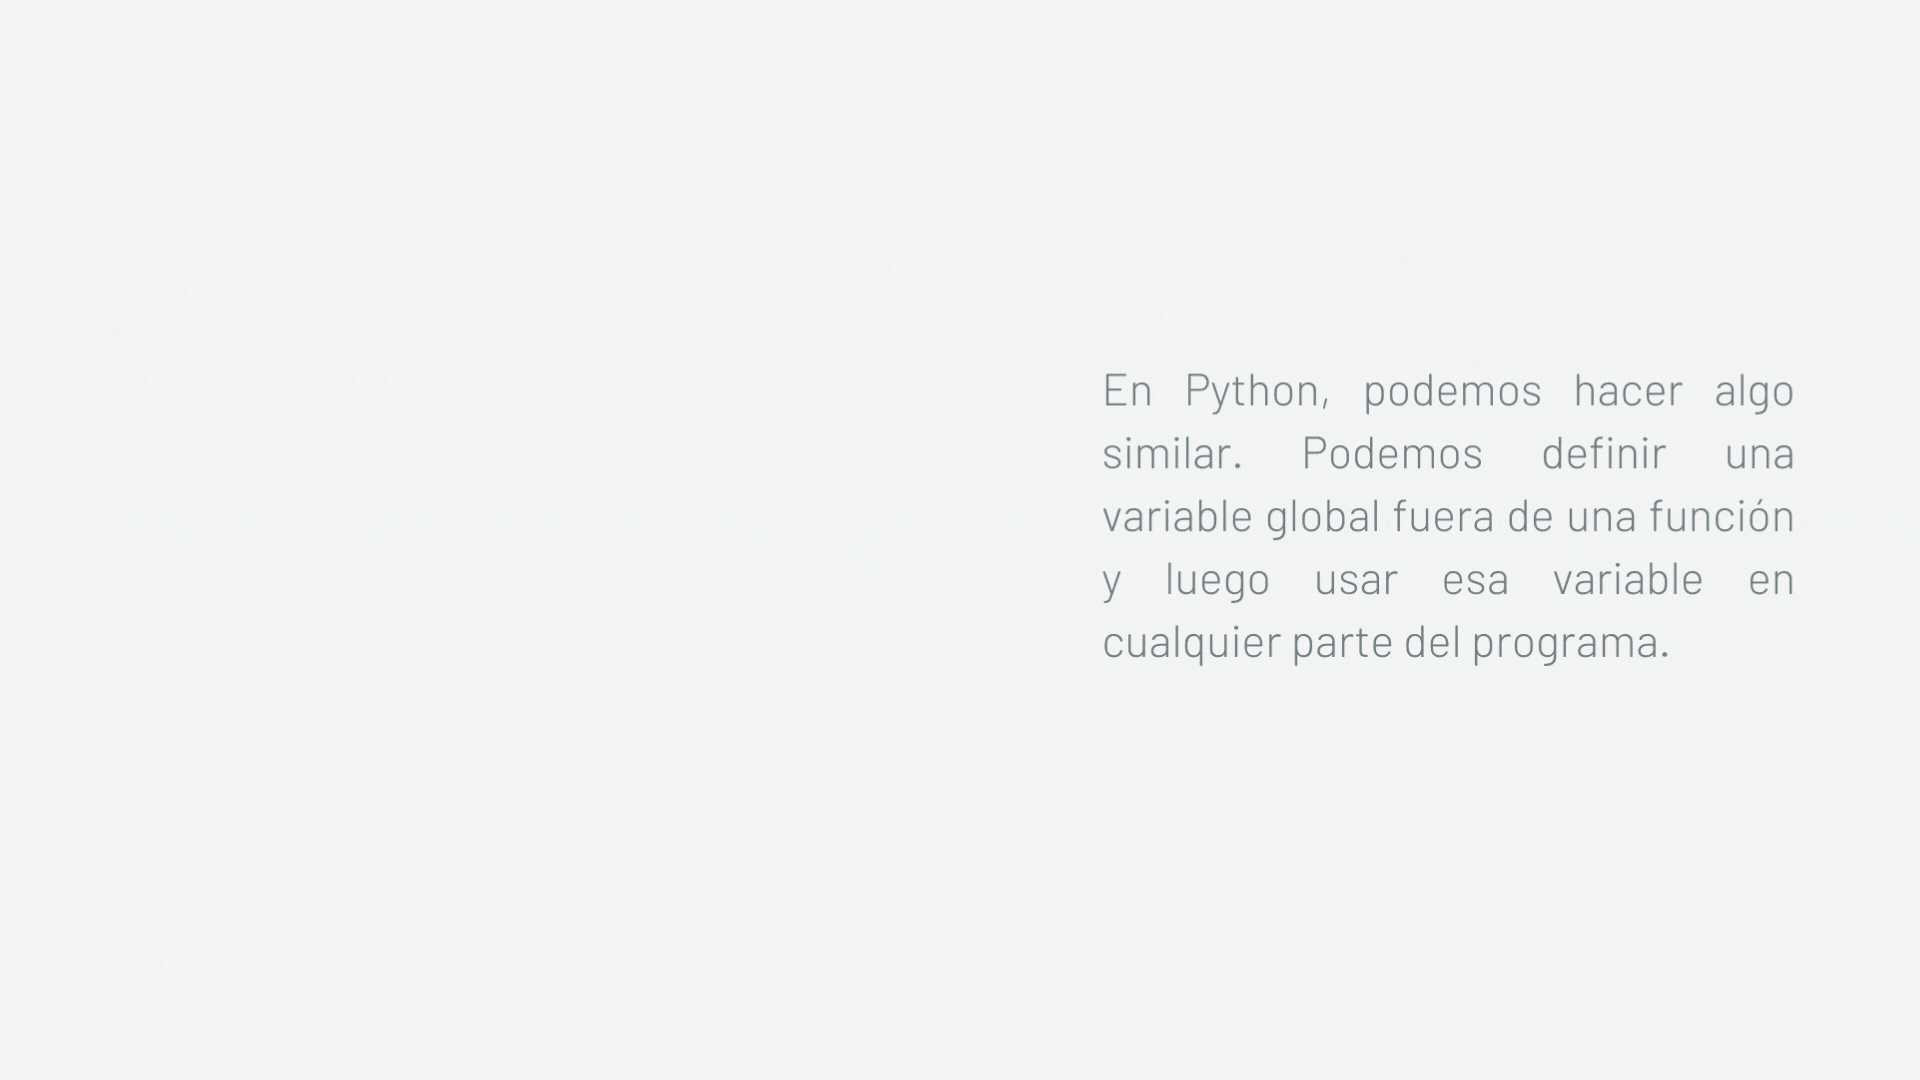 En Python, podemos hacer algo
similar. Podemos definir una
variable global fuera de una función
y luego usar esa variable en
cualquier parte del programa.